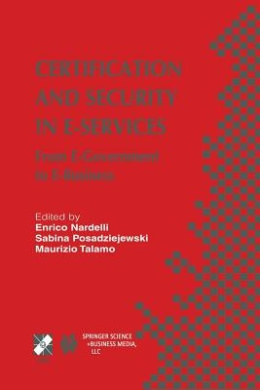 CERTIFICATION
AND SECURITY
IN E-SERVICES
From E-Government
to E-Business
Edited by
Enrico Nardelli
Sabina Posadziejewski
Maurizio Talamo
SPRINGER SCIENCE
+BUSINESS MEDIA,
LLC